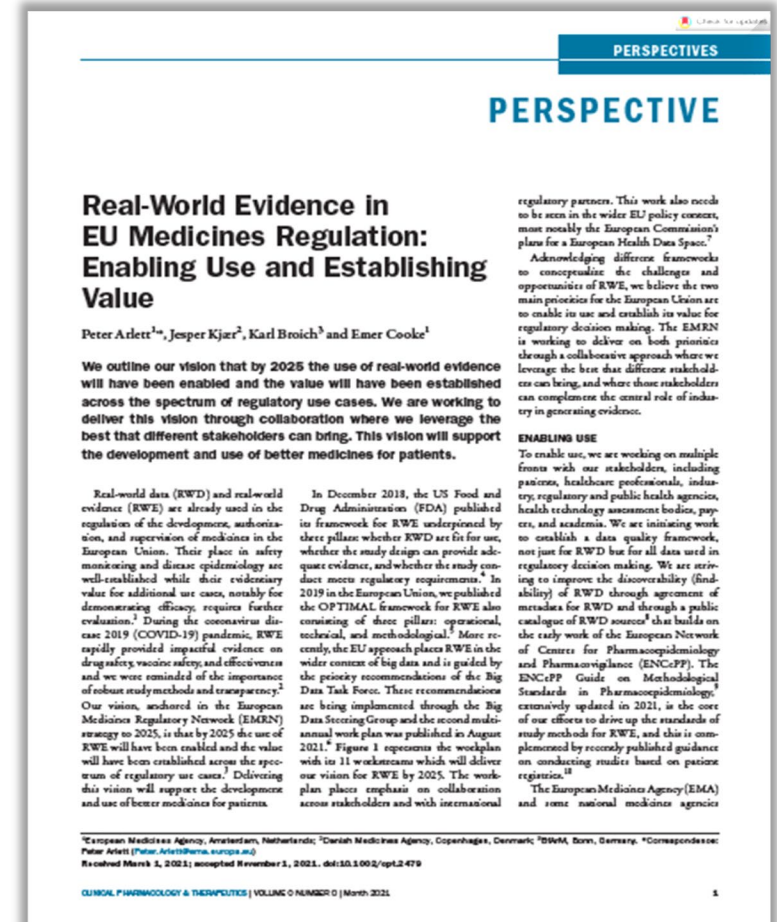 Check for updates
PERSPECTIVES
PERSPECTIVE
Real-World Evidence in
EU Medicines Regulation:
Enabling Use and Establishing
Value
Peter Arlett¹,*, Jesper Kjær², Karl Broich³ and Emer Cooke¹
We outline our vision that by 2025 the use of real-world evidence
will have been enabled and the value will have been established
across the spectrum of regulatory use cases. We are working to
deliver this vision through collaboration where we leverage the
best that different stakeholders can bring. This vision will support
the development and use of better medicines for patients.
Real-world data (RWD) and real-world
evidence (RWE) are already used in the
regulation of the development, authoriza-
tion, and supervision of medicines in the
European Union. Their place in safety
monitoring and disease epidemiology are
well-established while their evidentiary
value for additional use cases, notably for
demonstrating efficacy, requires further
evaluation.¹ During the coronavirus dis-
ease 2019 (COVID-19) pandemic, RWE
rapidly provided impactful evidence on
drug safety, vaccine safety, and effectiveness
and we were reminded of the importance
of robust study methods and transparency.²
Our vision, anchored in the European
Medicines Regulatory Network (EMRN)
strategy to 2025, is that by 2025 the use of
RWE will have been enabled and the value
will have been established across the spec-
trum of regulatory use cases.³ Delivering
this vision will support the development
and use of better medicines for patients.
In December 2018, the US Food and
Drug Administration (FDA) published
its framework for RWE underpinned by
three pillars: whether RWD are fit for use,
whether the study design can provide ade-
quate evidence, and whether the study con-
duct meets regulatory requirements.⁴ In
2019 in the European Union, we published
the OPTIMAL framework for RWE also
consisting of three pillars: operational,
technical, and methodological.⁵ More re-
cently, the EU approach places RWE in the
wider context of big data and is guided by
the priority recommendations of the Big
Data Task Force. These recommendations
are being implemented through the Big
Data Steering Group and the second multi-
annual work plan was published in August
2021.⁶ Figure 1 represents the workplan
with its 11 workstreams which will deliver
our vision for RWE by 2025. The work-
plan places emphasis on collaboration
across stakeholders and with international
regulatory partners. This work also needs
to be seen in the wider EU policy context,
most notably the European Commission's
plans for a European Health Data Space.⁷
Acknowledging different frameworks
to conceptualize the challenges and
opportunities of RWE, we believe the two
main priorities for the European Union are
to enable its use and establish its value for
regulatory decision making. The EMRN
is working to deliver on both priorities
through a collaborative approach where we
leverage the best that different stakehold-
ers can bring, and where those stakeholders
can complement the central role of indus-
try in generating evidence.
ENABLING USE
To enable use, we are working on multiple
fronts with our stakeholders, including
patients, healthcare professionals, indus-
try, regulatory and public health agencies,
health technology assessment bodies, pay-
ers, and academia. We are initiating work
to establish a data quality framework,
not just for RWD but for all data used in
regulatory decision making. We are striv-
ing to improve the discoverability (find-
ability) of RWD through agreement of
metadata for RWD and through a public
catalogue of RWD sources⁸ that builds on
the early work of the European Network
of Centres for Pharmacoepidemiology
and Pharmacovigilance (ENCePP). The
ENCePP Guide on Methodological
Standards in Pharmacoepidemiology,⁹
extensively updated in 2021, is the core
of our efforts to drive up the standards of
study methods for RWE, and this is com-
plemented by recently published guidance
on conducting studies based on patient
registries.¹⁰
The European Medicines Agency (EMA)
and some national medicines agencies
¹European Medicines Agency, Amsterdam, Netherlands; ²Danish Medicines Agency, Copenhagen, Denmark; ³BfArM, Bonn, Germany. *Correspondence:
Peter Arlett (Peter.Arlett@ema.europa.eu)
Received March 1, 2021; accepted November 1, 2021. doi:10.1002/cpt.2479
CLINICAL PHARMACOLOGY & THERAPEUTICS | VOLUME 0 NUMBER 0 | Month 2021
1